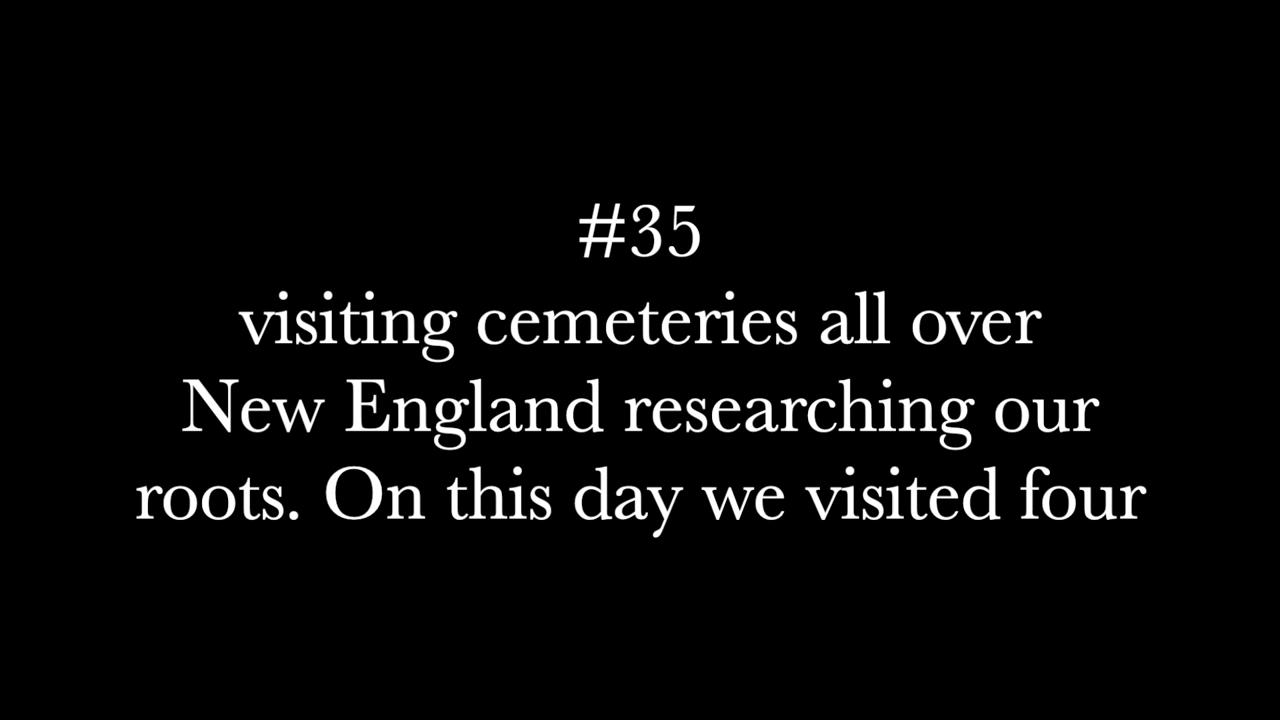 #35
visiting cemeteries all over
New England researching our
roots. On this day we visited four